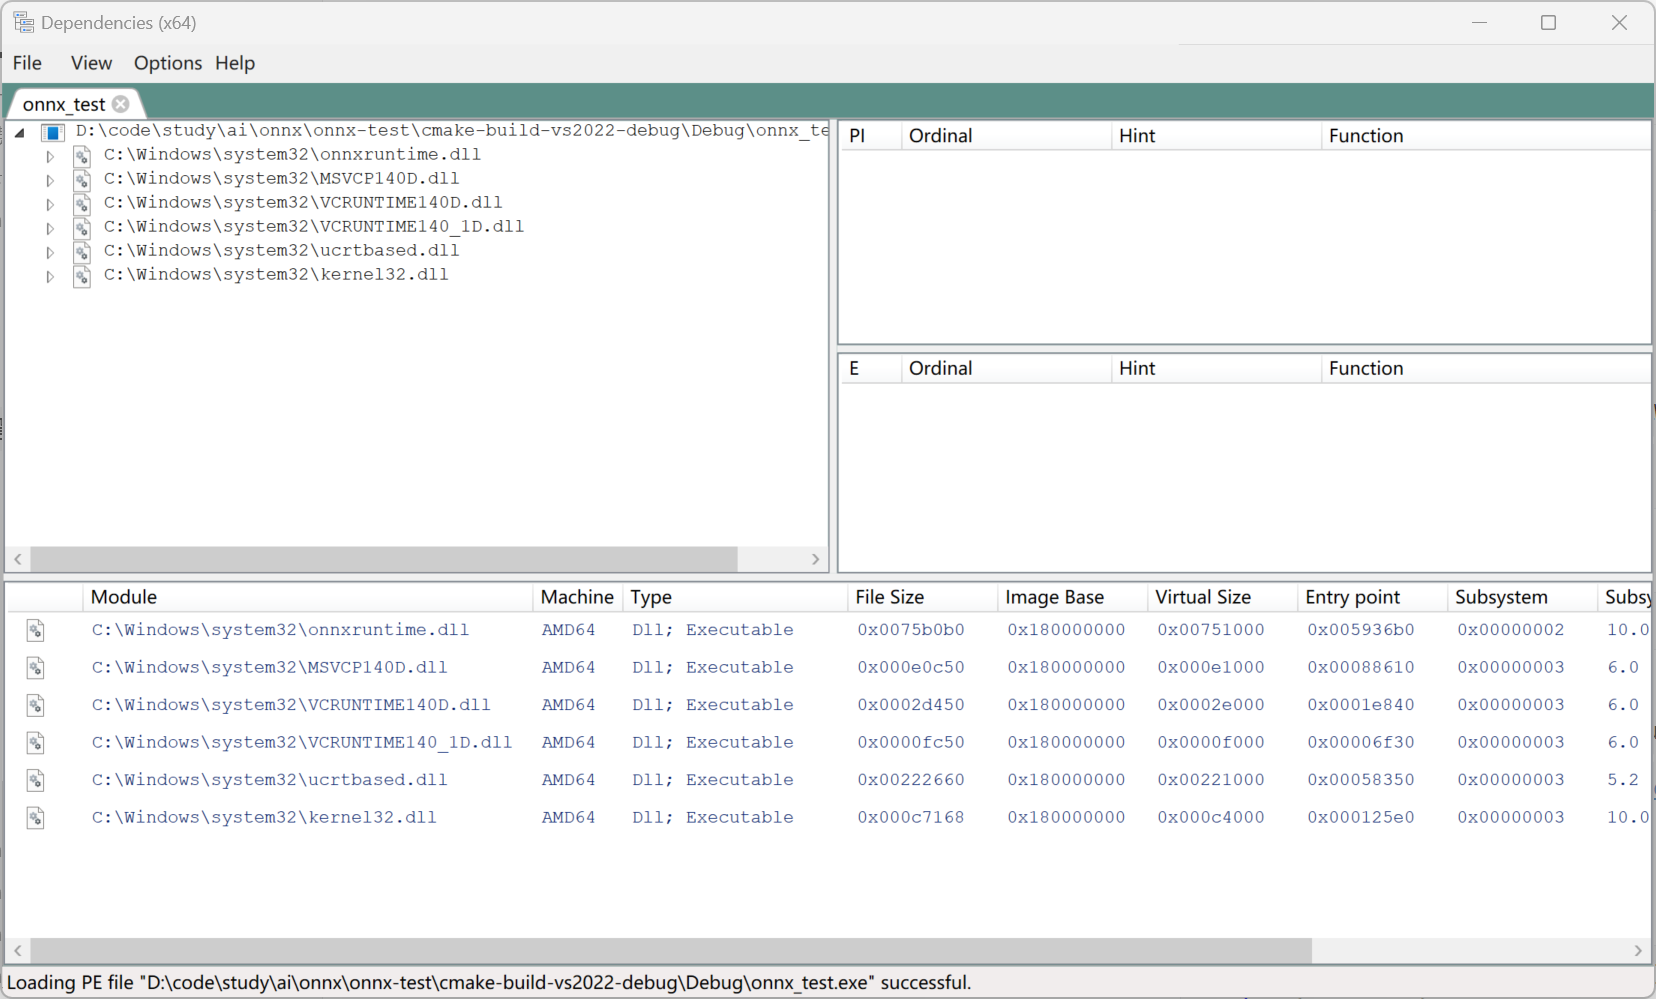 Dependencies (x64)
File View Options Help
onnx_test
D:\code\study\ai\onnx\onnx-test\cmake-build-vs2022-debug\Debug\onnx_te
C:\Windows\system32\onnxruntime.dll
C:\Windows\system32\MSVCP140D.dll
C:\Windows\system32\VCRUNTIME140D.dll
C:\Windows\system32\VCRUNTIME140_1D.dll
C:\Windows\system32\ucrtbased.dll
C:\Windows\system32\kernel32.dll
PI Ordinal Hint Function
E Ordinal Hint Function
Module Machine Type File Size Image Base Virtual Size Entry point Subsystem Subsy
C:\Windows\system32\onnxruntime.dll AMD64 Dll; Executable 0x0075b0b0 0x180000000 0x00751000 0x005936b0 0x00000002 10.0
C:\Windows\system32\MSVCP140D.dll AMD64 Dll; Executable 0x000e0c50 0x180000000 0x000e1000 0x00088610 0x00000003 6.0
C:\Windows\system32\VCRUNTIME140D.dll AMD64 Dll; Executable 0x0002d450 0x180000000 0x0002e000 0x0001e840 0x00000003 6.0
C:\Windows\system32\VCRUNTIME140_1D.dll AMD64 Dll; Executable 0x0000fc50 0x180000000 0x0000f000 0x00006f30 0x00000003 6.0
C:\Windows\system32\ucrtbased.dll AMD64 Dll; Executable 0x00222660 0x180000000 0x00221000 0x00058350 0x00000003 5.2
C:\Windows\system32\kernel32.dll AMD64 Dll; Executable 0x000c7168 0x180000000 0x000c4000 0x000125e0 0x00000003 10.0
Loading PE file "D:\code\study\ai\onnx\onnx-test\cmake-build-vs2022-debug\Debug\onnx_test.exe" successful.